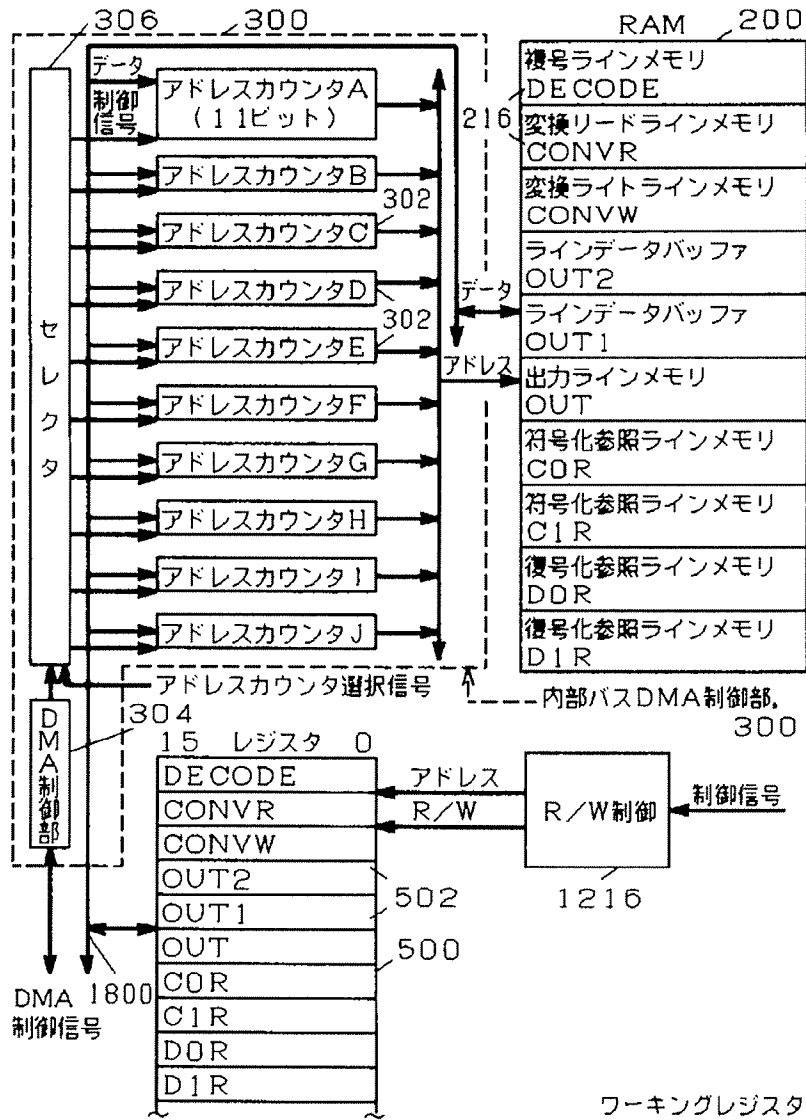 306
300
RAM
200
データ
制御
信号
アドレスカウンタA
(11ビット)
アドレスカウンタB
アドレスカウンタC
302
アドレスカウンタD
302
アドレスカウンタE
アドレスカウンタF
アドレスカウンタG
アドレスカウンタH
アドレスカウンタI
アドレスカウンタJ
セレクタ
216
データ
アドレス
複号ラインメモリ
DECODE
変換リードラインメモリ
CONVR
変換ライトラインメモリ
CONVW
ラインデータバッファ
OUT2
ラインデータバッファ
OUT1
出力ラインメモリ
OUT
符号化参照ラインメモリ
C0R
符号化参照ラインメモリ
C1R
復号化参照ラインメモリ
D0R
復号化参照ラインメモリ
D1R
アドレスカウンタ選択信号
内部バスDMA制御部.
300
304
DMA制御部
15 レジスタ 0
DECODE
CONVR
CONVW
OUT2
OUT1
OUT
C0R
C1R
D0R
D1R
アドレス
R/W
R/W制御
制御信号
1216
502
500
1800
DMA
制御信号
ワーキングレジスタ